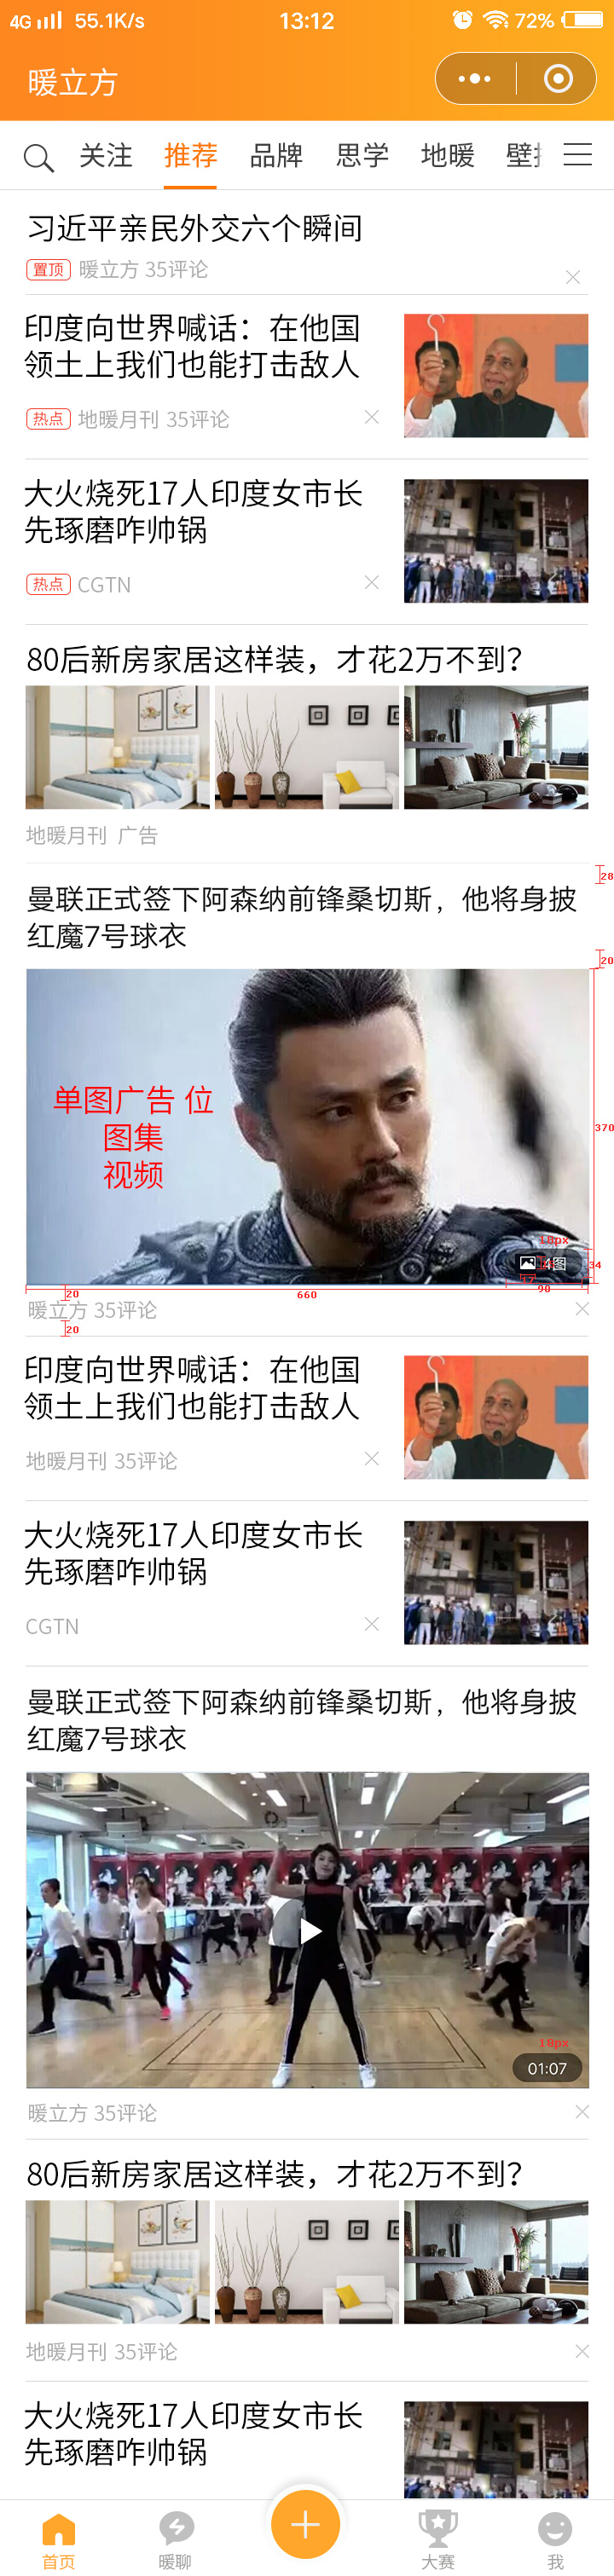 4G 55.1K/s 13:12 72%
暖立方
关注 推荐 品牌 思学 地暖
习近平亲民外交六个瞬间
置顶 暖立方 35评论
印度向世界喊话：在他国
领土上我们也能打击敌人
热点 地暖月刊 35评论
大火烧死17人印度女市长
先琢磨咋帅锅
热点 CGTN
80后新房家居这样装，才花2万不到？
地暖月刊 广告
28
曼联正式签下阿森纳前锋桑切斯，他将身披
红魔7号球衣
20
单图广告 位
图集
视频
370
18px
4图
34
57
90
660
20
暖立方 35评论
20
印度向世界喊话：在他国
领土上我们也能打击敌人
地暖月刊 35评论
大火烧死17人印度女市长
先琢磨咋帅锅
CGTN
曼联正式签下阿森纳前锋桑切斯，他将身披
红魔7号球衣
18px
01:07
暖立方 35评论
80后新房家居这样装，才花2万不到？
地暖月刊 35评论
大火烧死17人印度女市长
先琢磨咋帅锅
首页 暖聊 大赛 我